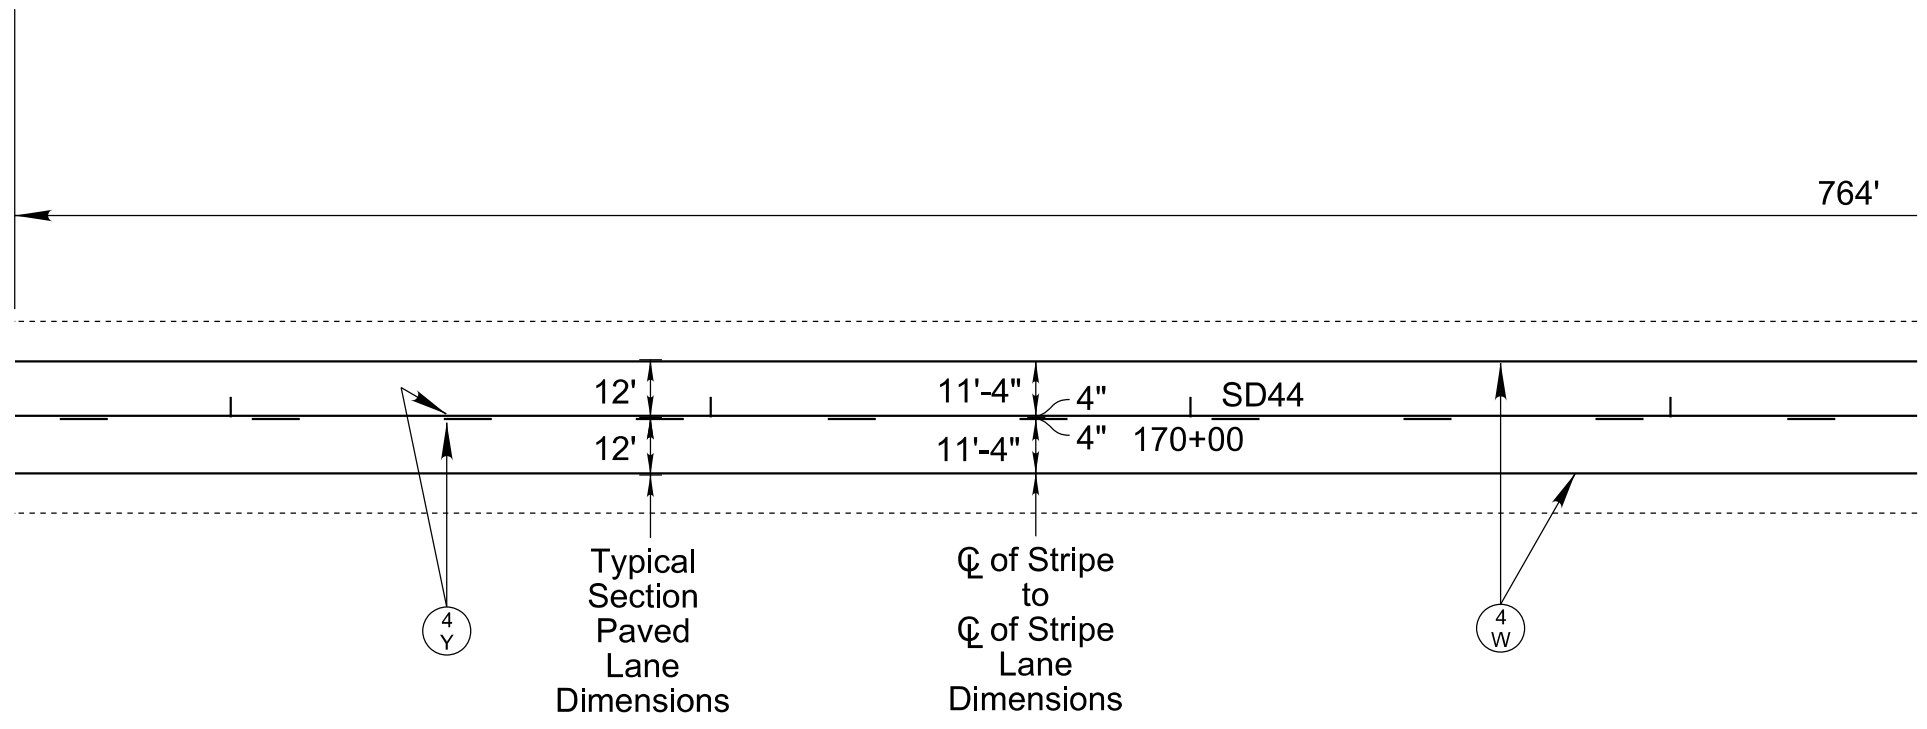 764'
12'
11'-4"
4"
SD44
12'
11'-4"
4"
170+00
Typical
Section
Paved
Lane
Dimensions
℄ of Stripe
to
℄ of Stripe
Lane
Dimensions
4
Y
4
W